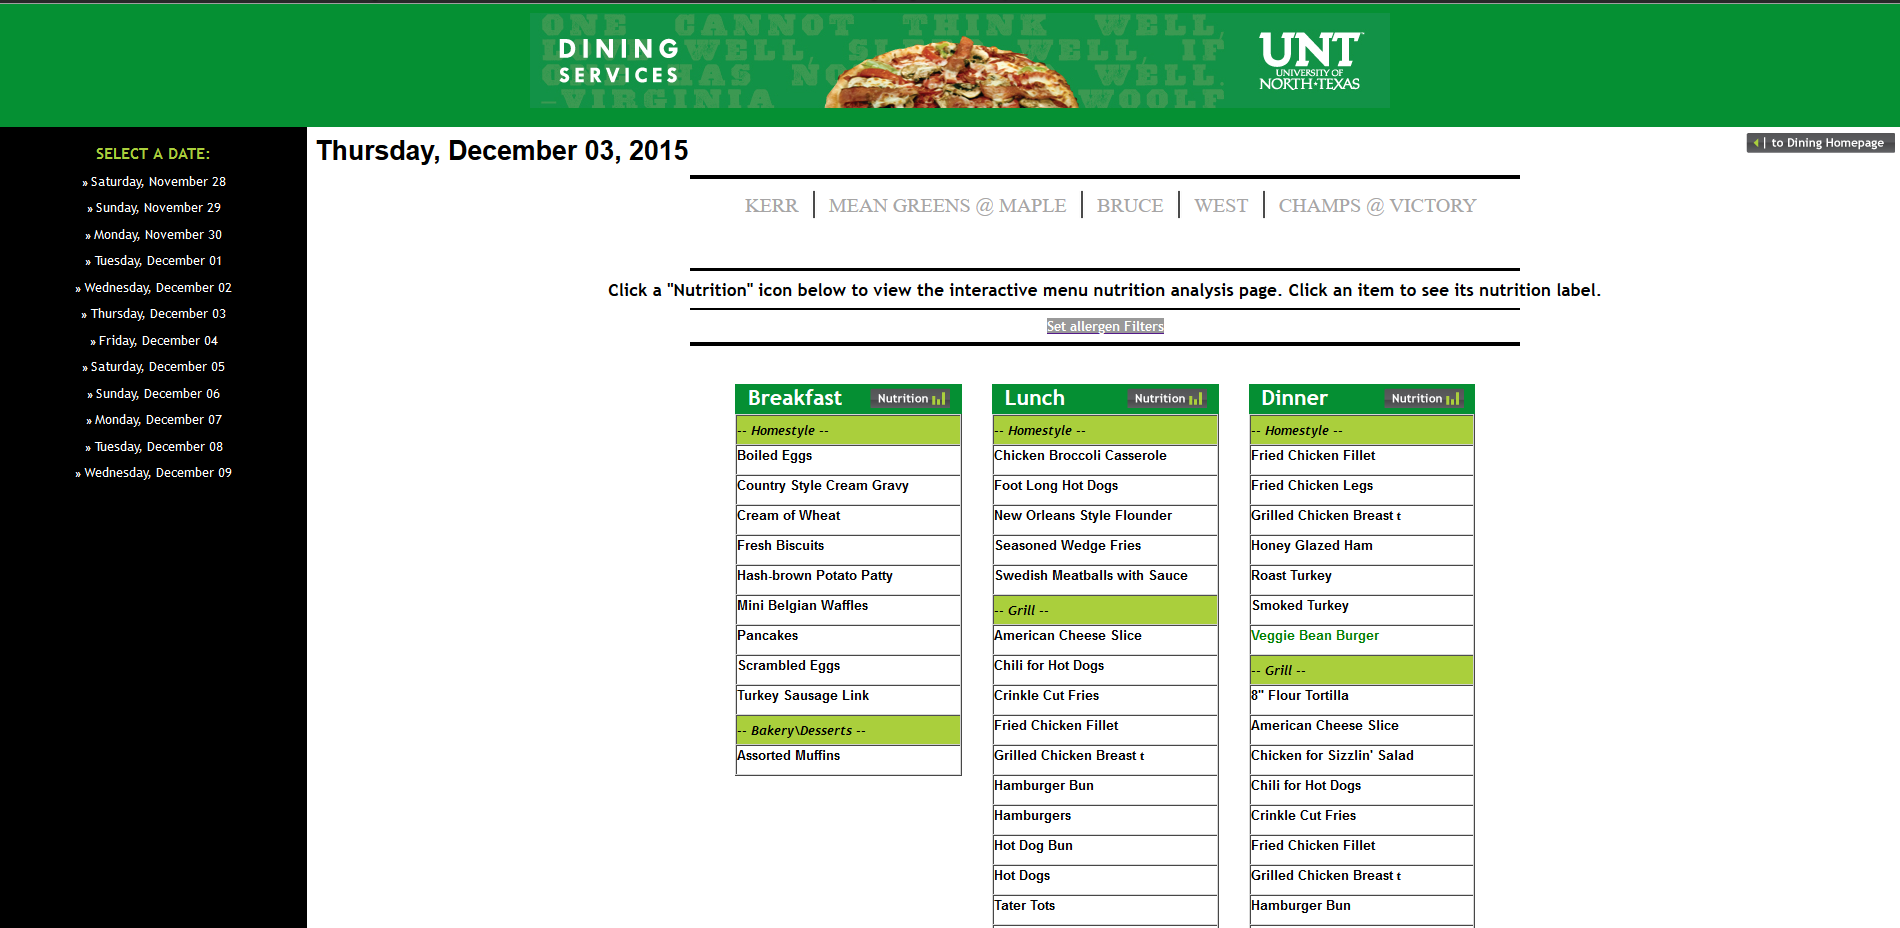 ONE CANNOT THINK WELL,
WELL, SLEEP WELL, IF
HAS NO WELL.
-VIRGINIA WOOLF
DINING
SERVICES
UNT
UNIVERSITY OF
NORTH TEXAS
SELECT A DATE:
» Saturday, November 28
» Sunday, November 29
» Monday, November 30
» Tuesday, December 01
» Wednesday, December 02
» Thursday, December 03
» Friday, December 04
» Saturday, December 05
» Sunday, December 06
» Monday, December 07
» Tuesday, December 08
» Wednesday, December 09
Thursday, December 03, 2015
| to Dining Homepage
KERR | MEAN GREENS @ MAPLE | BRUCE | WEST | CHAMPS @ VICTORY
Click a "Nutrition" icon below to view the interactive menu nutrition analysis page. Click an item to see its nutrition label.
Set allergen Filters
Breakfast Nutrition
-- Homestyle --
Boiled Eggs
Country Style Cream Gravy
Cream of Wheat
Fresh Biscuits
Hash-brown Potato Patty
Mini Belgian Waffles
Pancakes
Scrambled Eggs
Turkey Sausage Link
-- Bakery\Desserts --
Assorted Muffins
Lunch Nutrition
-- Homestyle --
Chicken Broccoli Casserole
Foot Long Hot Dogs
New Orleans Style Flounder
Seasoned Wedge Fries
Swedish Meatballs with Sauce
-- Grill --
American Cheese Slice
Chili for Hot Dogs
Crinkle Cut Fries
Fried Chicken Fillet
Grilled Chicken Breast t
Hamburger Bun
Hamburgers
Hot Dog Bun
Hot Dogs
Tater Tots
Dinner Nutrition
-- Homestyle --
Fried Chicken Fillet
Fried Chicken Legs
Grilled Chicken Breast t
Honey Glazed Ham
Roast Turkey
Smoked Turkey
Veggie Bean Burger
-- Grill --
8" Flour Tortilla
American Cheese Slice
Chicken for Sizzlin' Salad
Chili for Hot Dogs
Crinkle Cut Fries
Fried Chicken Fillet
Grilled Chicken Breast t
Hamburger Bun